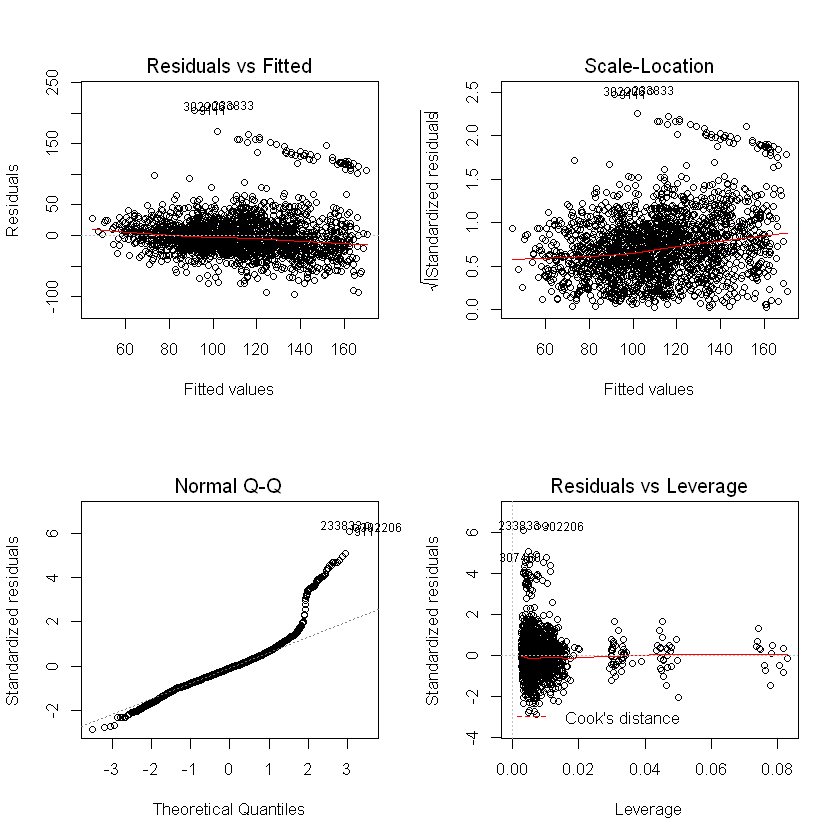 Residuals vs Fitted
Residuals
250
150
50
0
-100
60 80 100 120 140 160
Fitted values
Scale-Location
√|Standardized residuals|
2.5
2.0
1.5
1.0
0.5
0.0
60 80 100 120 140 160
Fitted values
Normal Q-Q
Standardized residuals
6
4
2
0
-2
-3 -2 -1 0 1 2 3
Theoretical Quantiles
Residuals vs Leverage
Standardized residuals
6
4
2
0
-2
-4
Cook's distance
0.00 0.02 0.04 0.06 0.08
Leverage